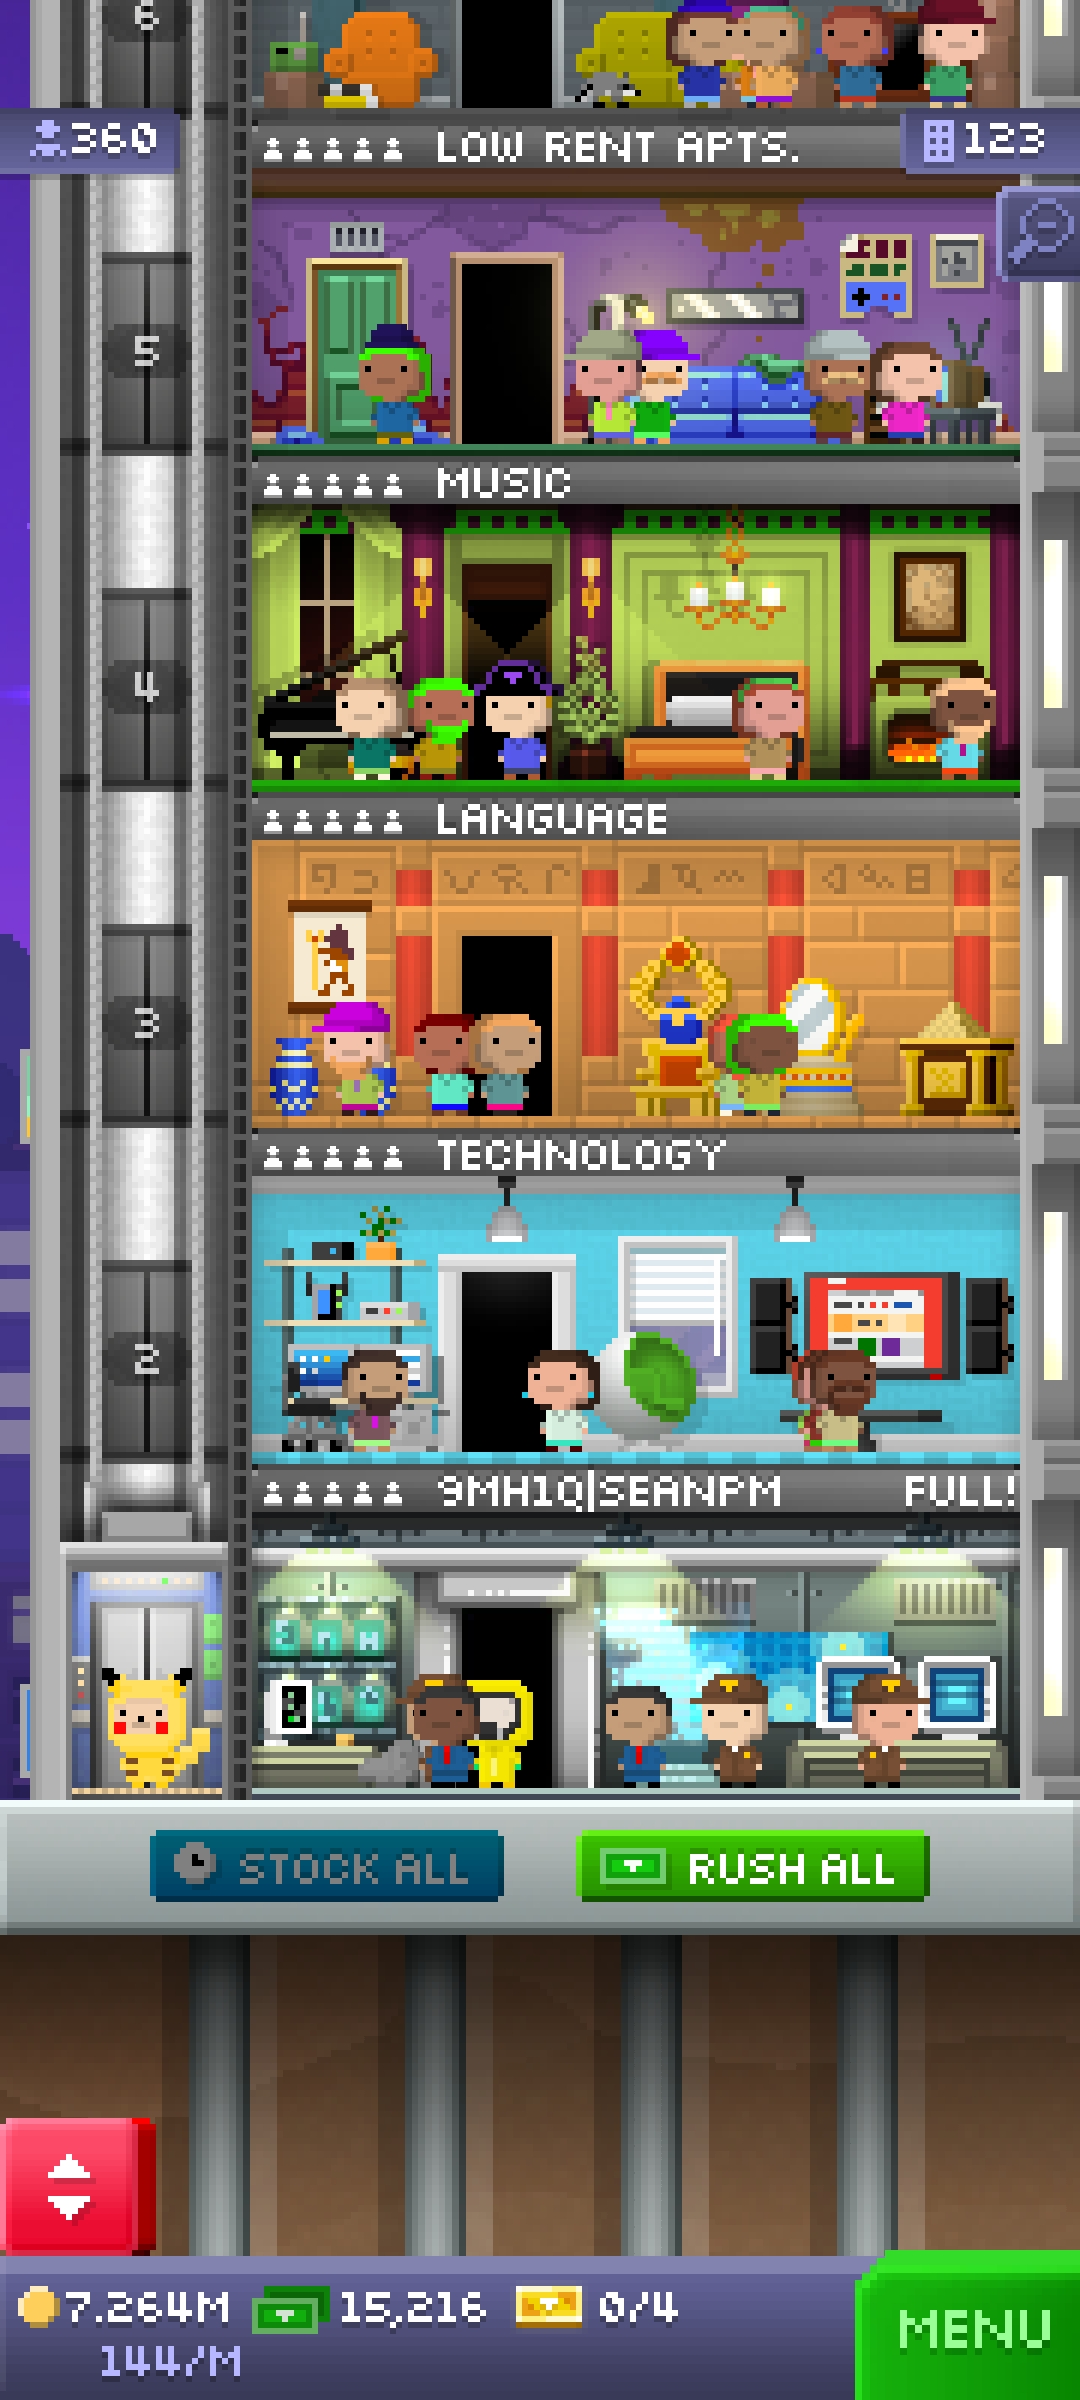 6
360
LOW RENT APTS.
123
5
MUSIC
4
LANGUAGE
3
TECHNOLOGY
2
9MH1Q|SEANPM FULL!
STOCK ALL
RUSH ALL
7.264M 15,216 0/4
144/M
MENU